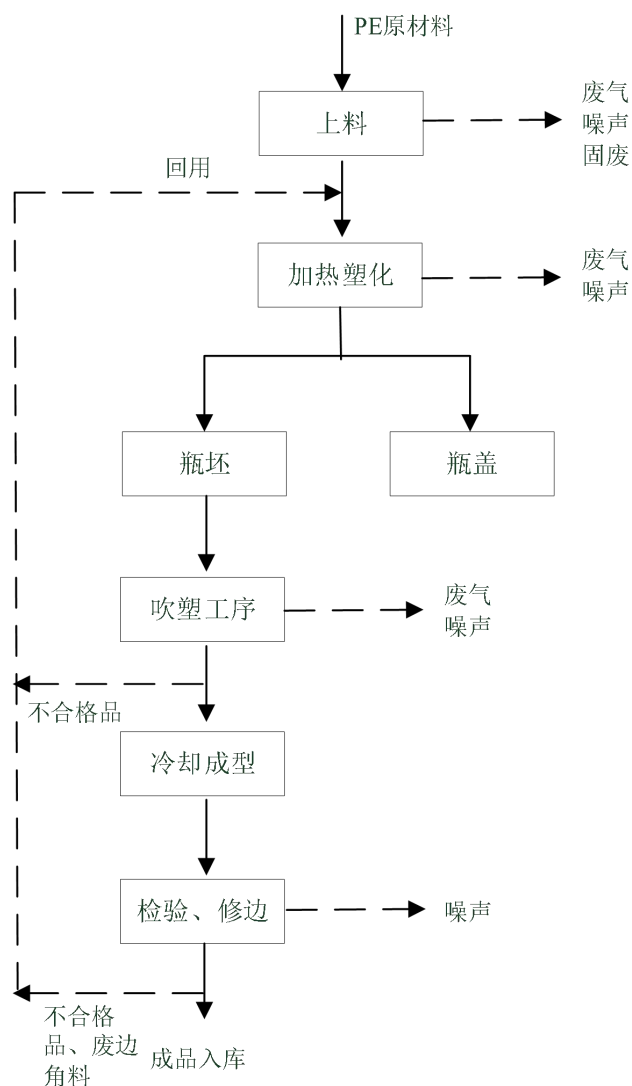 PE原材料
上料
废气
噪声
固废
回用
加热塑化
废气
噪声
瓶坯
瓶盖
吹塑工序
废气
噪声
不合格品
冷却成型
检验、修边
噪声
不合格
品、废边
角料
成品入库